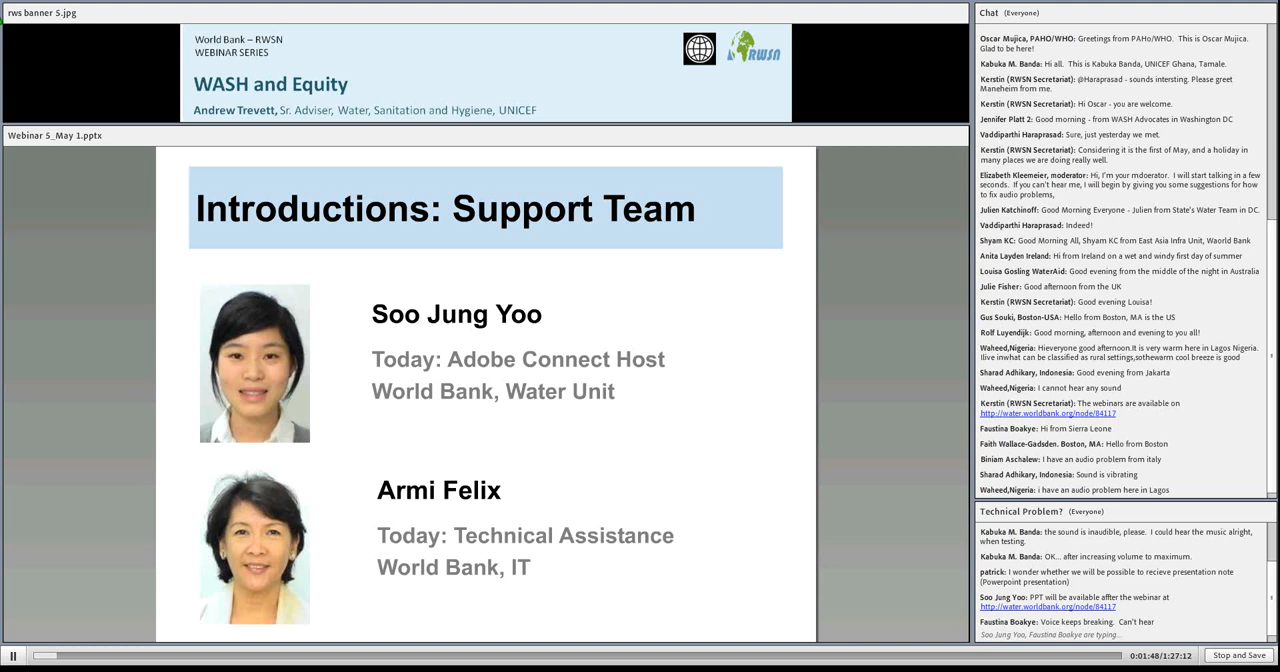 rws banner 5.jpg
World Bank – RWSN
WEBINAR SERIES
RWSN
WASH and Equity
Andrew Trevett, Sr. Adviser, Water, Sanitation and Hygiene, UNICEF
Webinar 5_May 1.pptx
Introductions: Support Team
Soo Jung Yoo
Today: Adobe Connect Host
World Bank, Water Unit
Armi Felix
Today: Technical Assistance
World Bank, IT
Chat (Everyone)
Oscar Mujica, PAHO/WHO: Greetings from PAHo/WHO. This is Oscar Mujica.
Glad to be here!
Kabuka M. Banda: Hi all. This is Kabuka Banda, UNICEF Ghana, Tamale.
Kerstin (RWSN Secretariat): @Haraprasad - sounds intersting. Please greet
Maneheim from me.
Kerstin (RWSN Secretariat): Hi Oscar - you are welcome.
Jennifer Platt 2: Good morning - from WASH Advocates in Washington DC
Vaddiparthi Haraprasad: Sure, just yesterday we met.
Kerstin (RWSN Secretariat): Considering it is the first of May, and a holiday in
many places we are doing really well.
Elizabeth Kleemeier, moderator: Hi, I'm your mdoerator. I will start talking in a few
seconds. If you can't hear me, I will begin by giving you some suggestions for how
to fix audio problems,
Julien Katchinoff: Good Morning Everyone - Julien from State's Water Team in DC.
Vaddiparthi Haraprasad: Indeed!
Shyam KC: Good Morning All, Shyam KC from East Asia Infra Unit, Waorld Bank
Anita Layden Ireland: Hi from Ireland on a wet and windy first day of summer
Louisa Gosling WaterAid: Good evening from the middle of the night in Australia
Julie Fisher: Good afternoon from the UK
Kerstin (RWSN Secretariat): Good evening Louisa!
Gus Souki, Boston-USA: Hello from Boston, MA is the US
Rolf Luyendijk: Good morning, afternoon and evening to you all!
Waheed,Nigeria: Hieveryone good afternoon.It is very warm here in Lagos Nigeria.
Ilive inwhat can be classified as rural settings,sothewarm cool breeze is good
Sharad Adhikary, Indonesia: Good evening from Jakarta
Waheed,Nigeria: I cannot hear any sound
Kerstin (RWSN Secretariat): The webinars are available on
http://water.worldbank.org/node/84117
Faustina Boakye: Hi from Sierra Leone
Faith Wallace-Gadsden. Boston, MA: Hello from Boston
Biniam Aschalew: I have an audio problem from italy
Sharad Adhikary, Indonesia: Sound is vibrating
Waheed,Nigeria: i have an audio problem here in Lagos
Technical Problem? (Everyone)
Kabuka M. Banda: the sound is inaudible, please. I could hear the music alright,
when testing.
Kabuka M. Banda: OK... after increasing volume to maximum.
patrick: I wonder whether we will be possible to recieve presentation note
(Powerpoint presentation)
Soo Jung Yoo: PPT will be available affter the webinar at
http://water.worldbank.org/node/84117
Faustina Boakye: Voice keeps breaking. Can't hear
Soo Jung Yoo, Faustina Boakye are typing...
0:01:48/1:27:12
Stop and Save